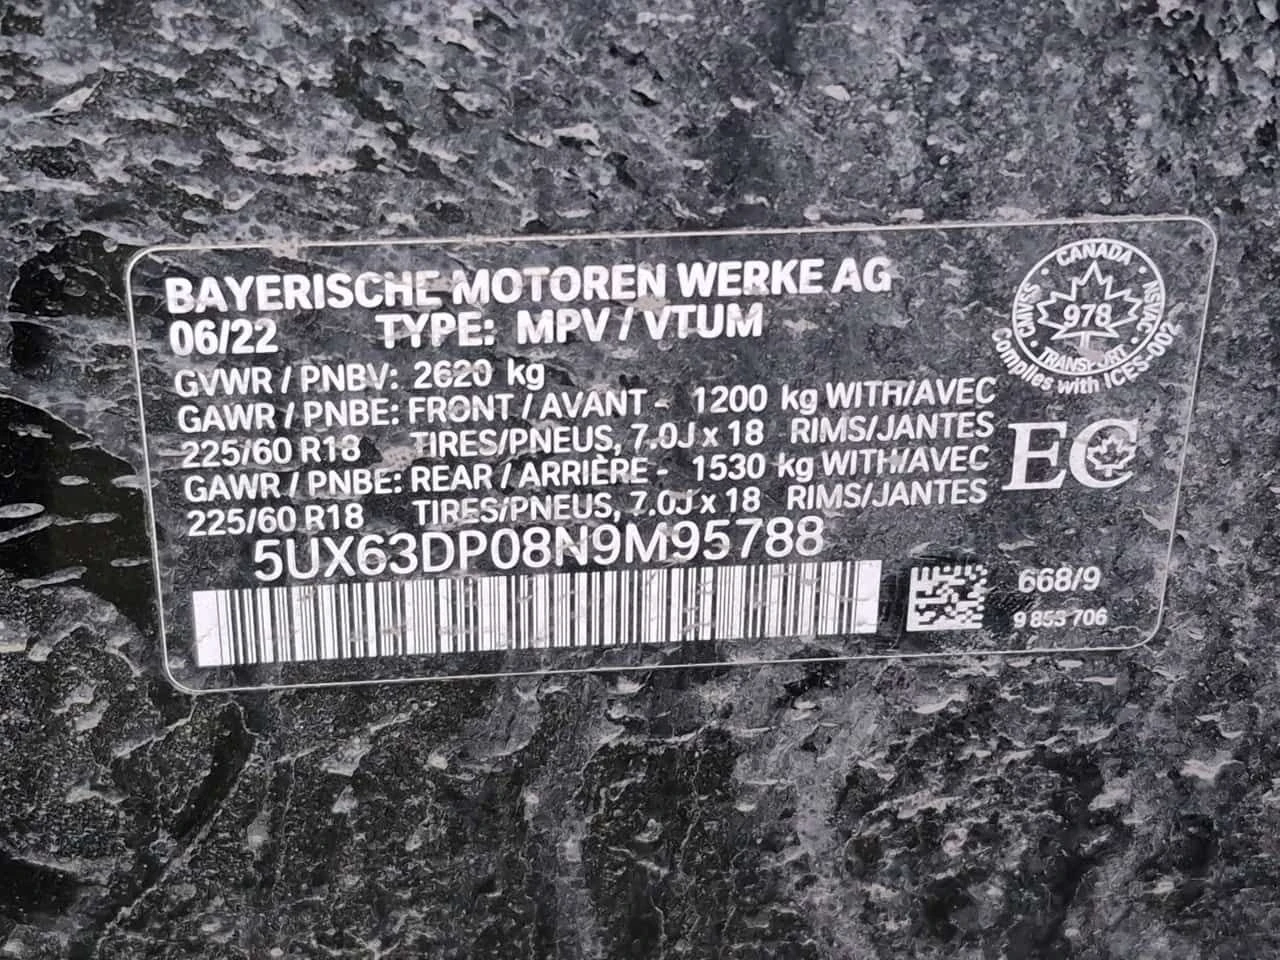 BAYERISCHE MOTOREN WERKE AG
06/22 TYPE: MPV / VTUM
GVWR / PNBV: 2620 kg
GAWR / PNBE: FRONT / AVANT - 1200 kg WITH/AVEC
225/60 R18 TIRES/PNEUS, 7.0J x 18 RIMS/JANTES
GAWR / PNBE: REAR / ARRIÈRE - 1530 kg WITH/AVEC
225/60 R18 TIRES/PNEUS, 7.0J x 18 RIMS/JANTES
5UX63DP08N9M95788
CANADA
CMVSS 978 NSVAC
TRANSPORT
Complies with ICES-002
EC
668/9
9 853 706